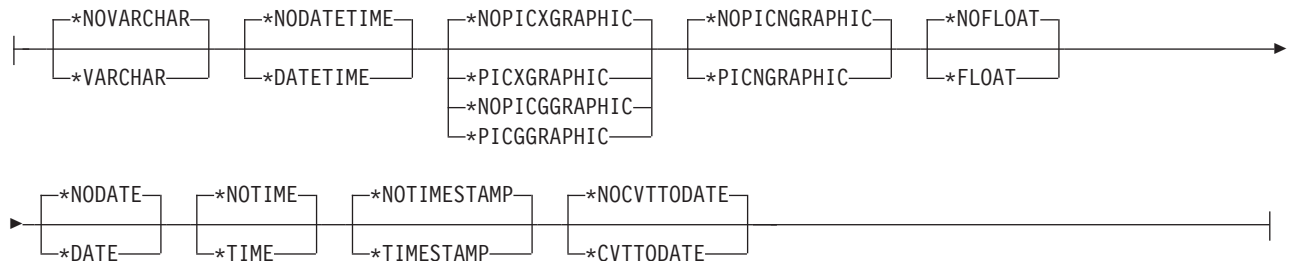 *NOVARCHAR *NODATETIME *NOPICXGRAPHIC *NOPICNGRAPHIC *NOFLOAT
*VARCHAR *DATETIME *PICXGRAPHIC *PICNGRAPHIC *FLOAT
*NOPICGGRAPHIC
*PICGGRAPHIC
*NODATE *NOTIME *NOTIMESTAMP *NOCVTTODATE
*DATE *TIME *TIMESTAMP *CVTTODATE